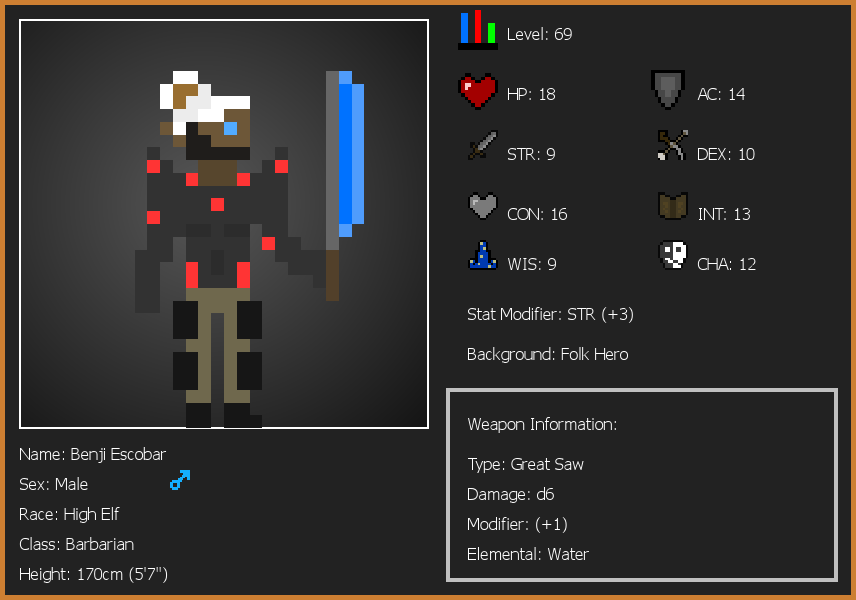 Level: 69
HP: 18
AC: 14
STR: 9
DEX: 10
CON: 16
INT: 13
WIS: 9
CHA: 12
Stat Modifier: STR (+3)
Background: Folk Hero
Weapon Information:
Type: Great Saw
Damage: d6
Modifier: (+1)
Elemental: Water
Name: Benji Escobar
Sex: Male
Race: High Elf
Class: Barbarian
Height: 170cm (5'7")